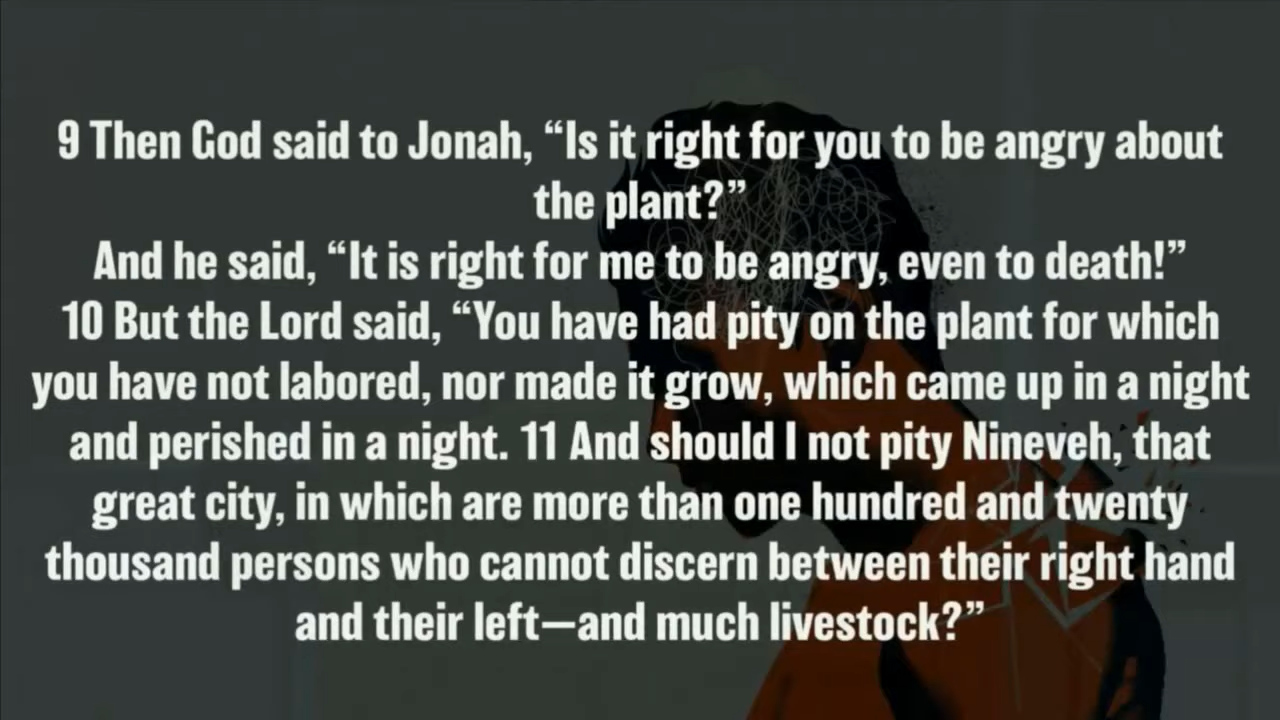 9 Then God said to Jonah, “Is it right for you to be angry about
the plant?”
And he said, “It is right for me to be angry, even to death!”
10 But the Lord said, “You have had pity on the plant for which
you have not labored, nor made it grow, which came up in a night
and perished in a night. 11 And should I not pity Nineveh, that
great city, in which are more than one hundred and twenty
thousand persons who cannot discern between their right hand
and their left—and much livestock?”